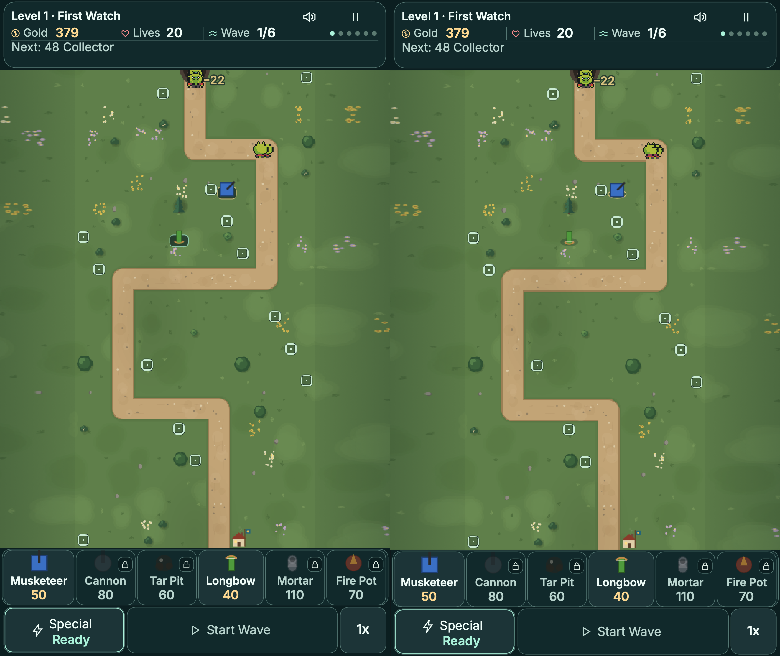 Level 1 · First Watch
Gold 379 Lives 20 Wave 1/6
Next: 48 Collector
-22
Musketeer 50
Cannon 80
Tar Pit 60
Longbow 40
Mortar 110
Fire Pot 70
Special Ready
Start Wave
1x
Level 1 · First Watch
Gold 379 Lives 20 Wave 1/6
Next: 48 Collector
-22
Musketeer 50
Cannon 80
Tar Pit 60
Longbow 40
Mortar 110
Fire Pot 70
Special Ready
Start Wave
1x